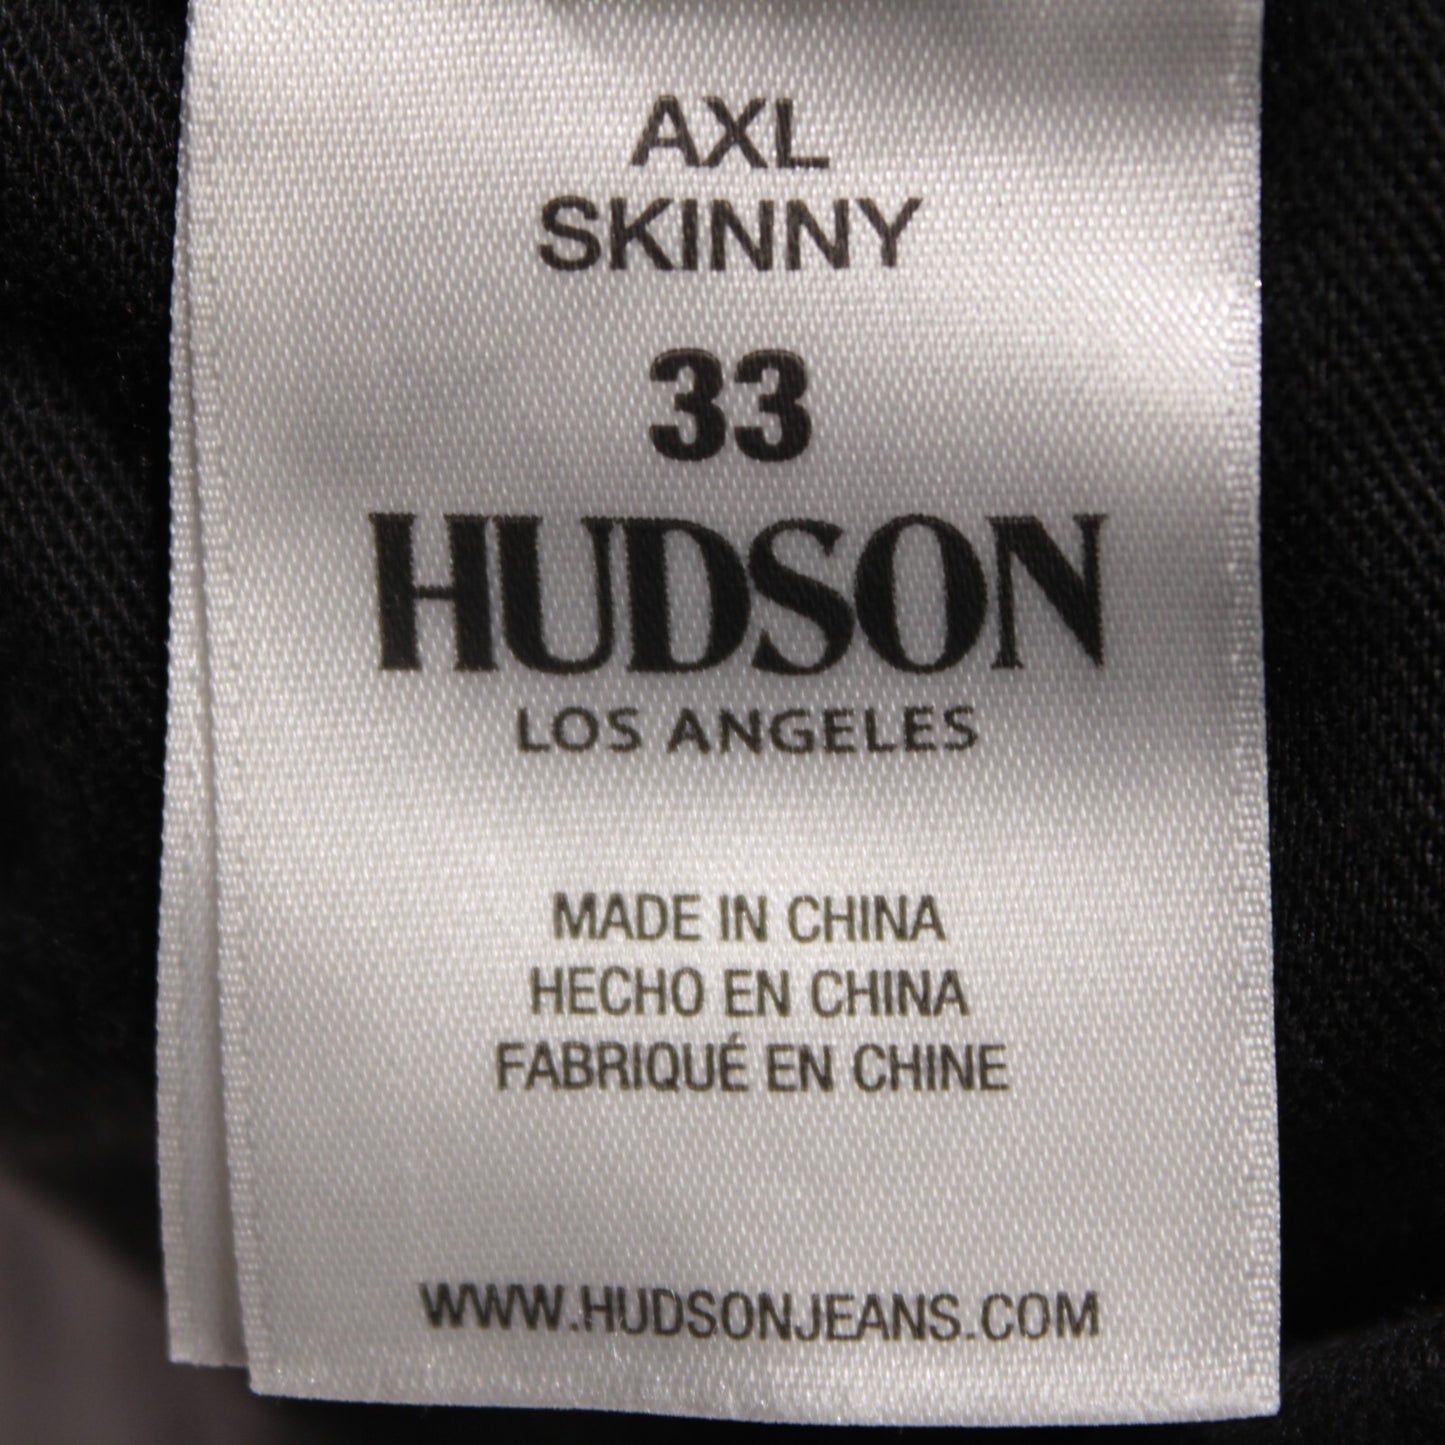 AXL
SKINNY
33
HUDSON
LOS ANGELES
MADE IN CHINA
HECHO EN CHINA
FABRIQUÉ EN CHINE
WWW.HUDSONJEANS.COM